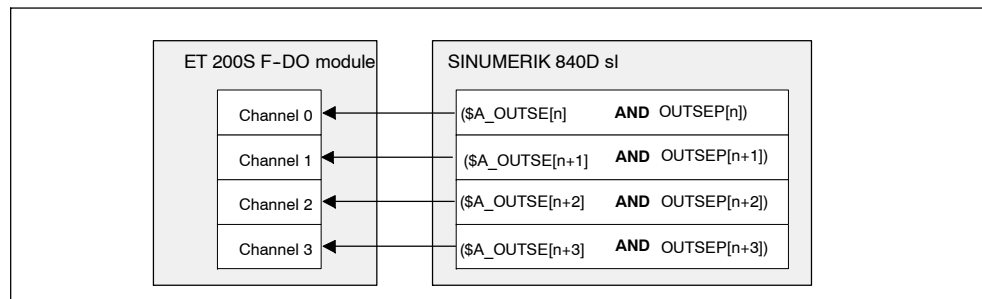 ET 200S F-DO module SINUMERIK 840D sl
Channel 0 ($A_OUTSE[n] AND OUTSEP[n])
Channel 1 ($A_OUTSE[n+1] AND OUTSEP[n+1])
Channel 2 ($A_OUTSE[n+2] AND OUTSEP[n+2])
Channel 3 ($A_OUTSE[n+3] AND OUTSEP[n+3])